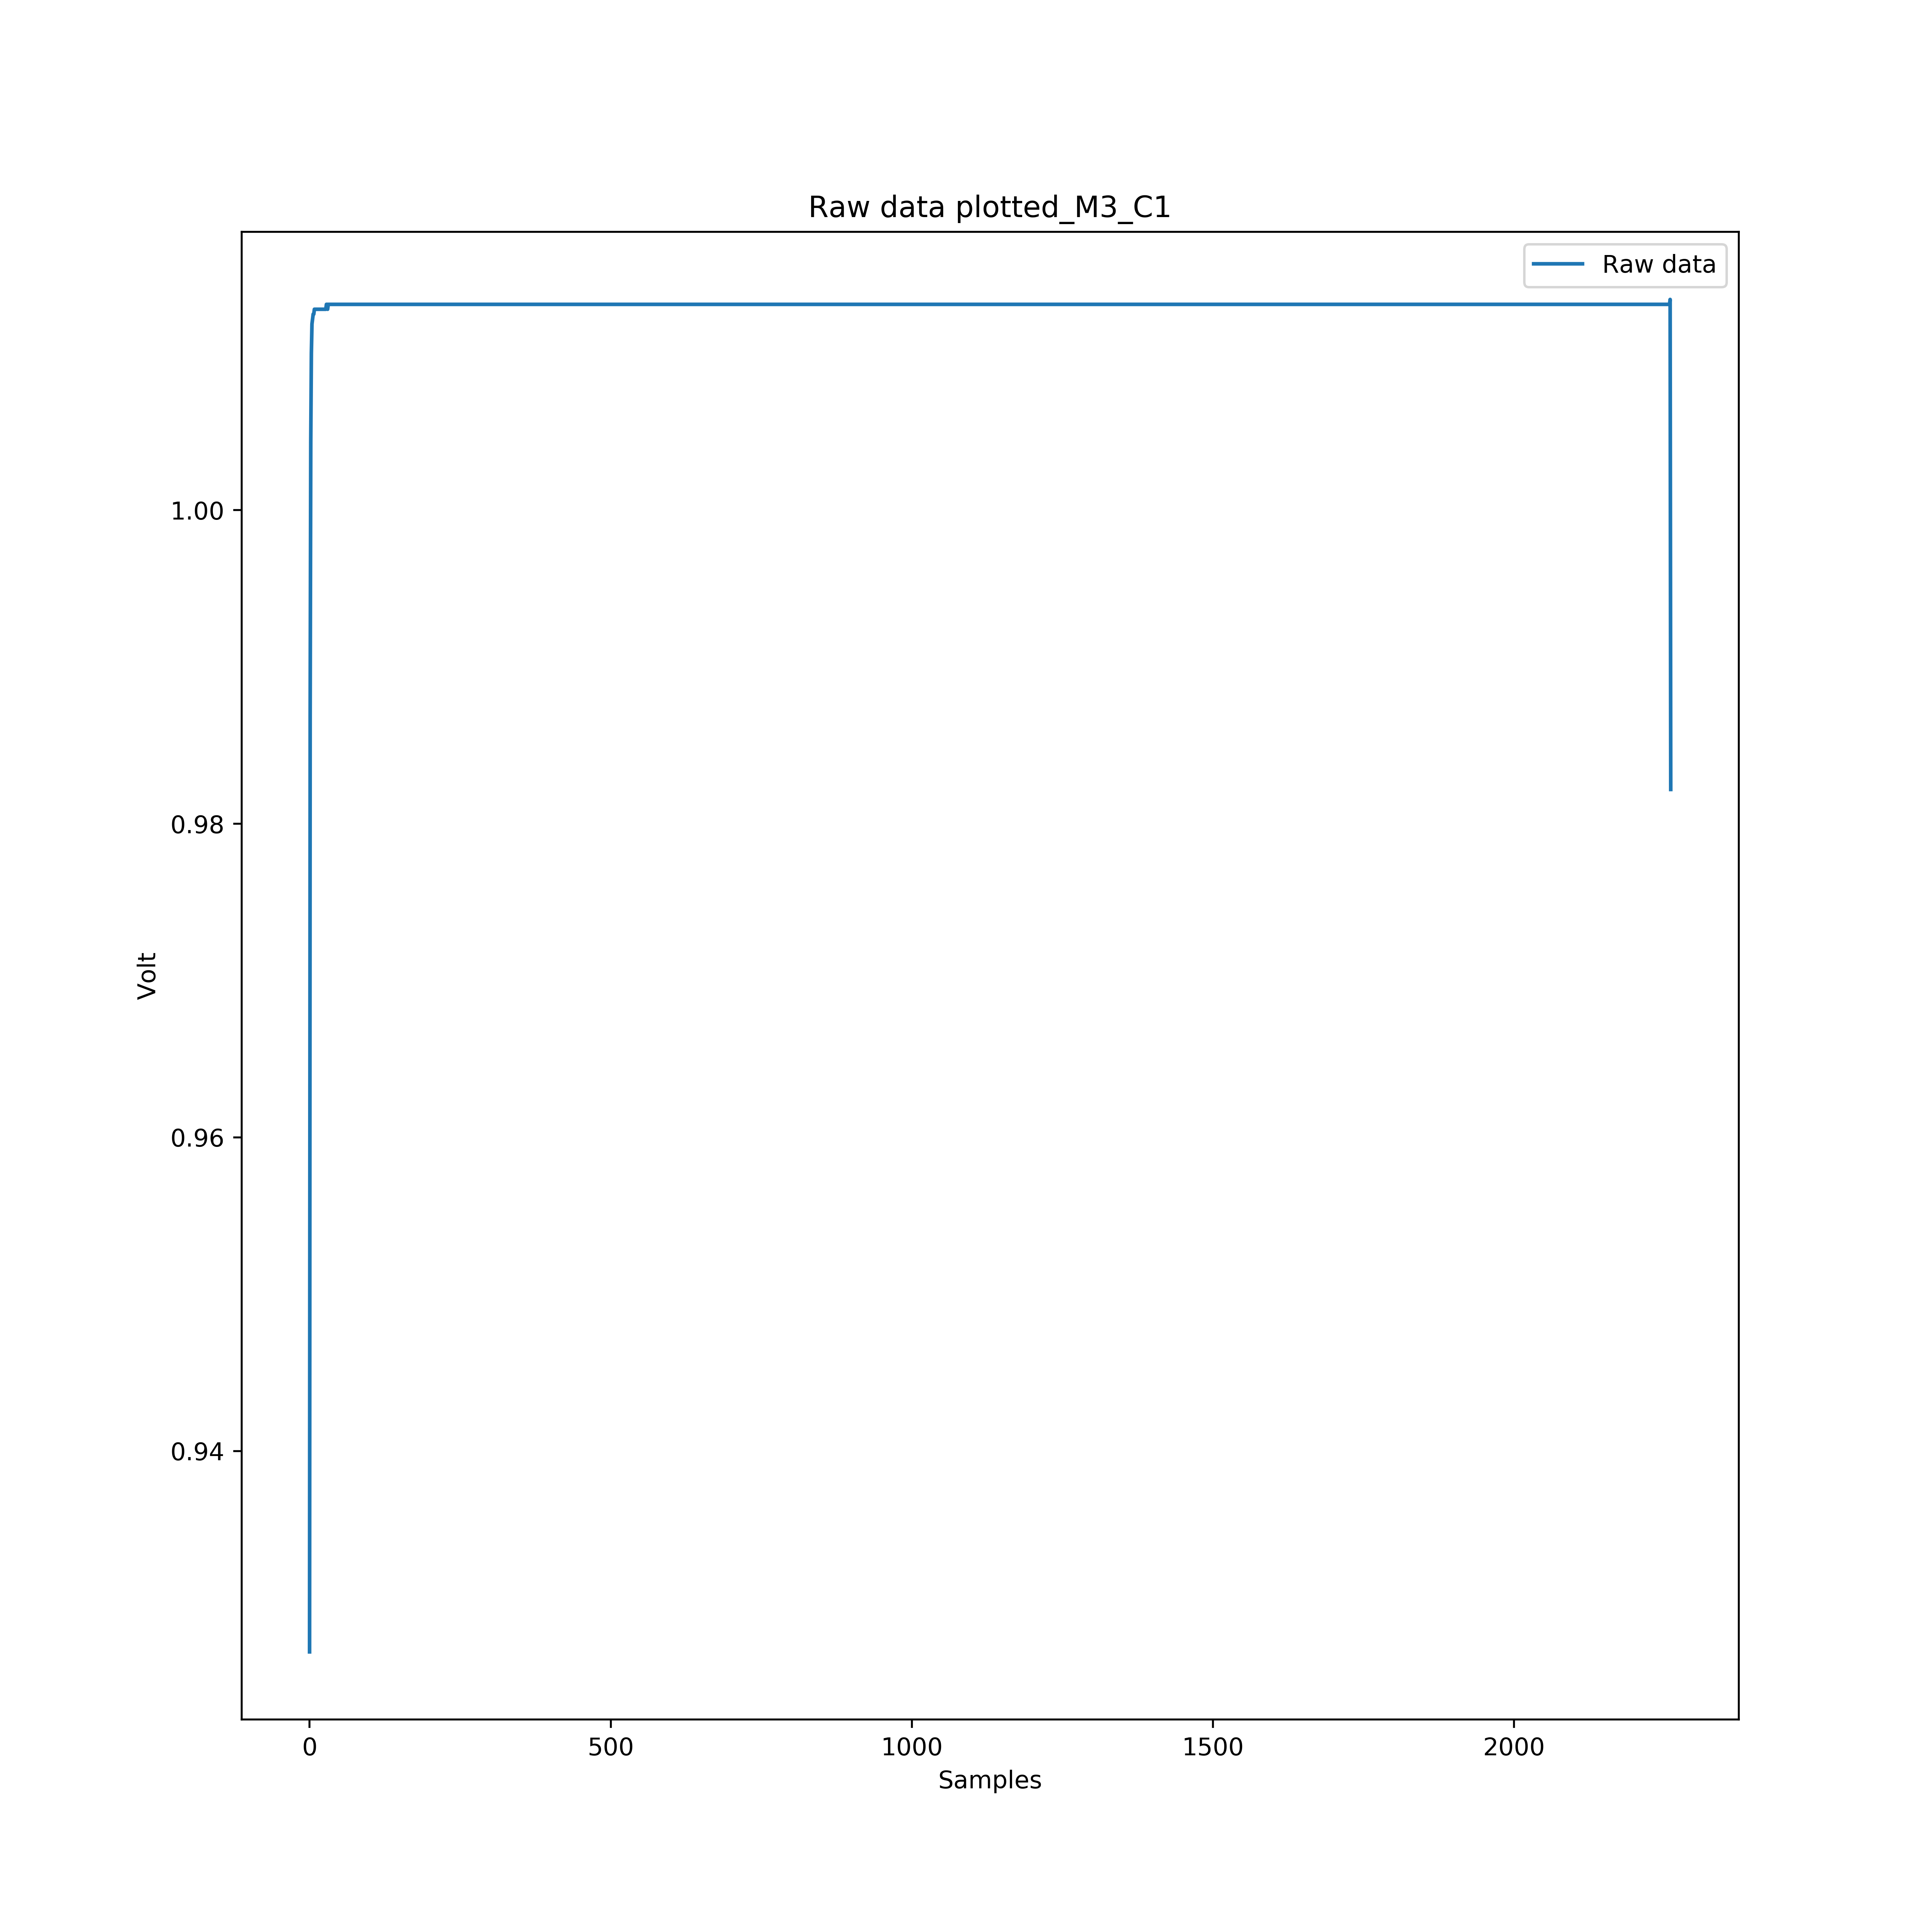 Raw data plotted_M3_C1
Raw data
1.00
0.98
0.96
0.94
Volt
0 500 1000 1500 2000
Samples